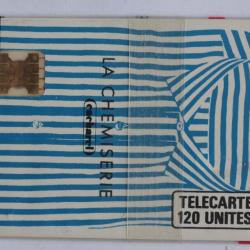 LA CHEMISERIE
cacharel
TELECARTE
120 UNITES